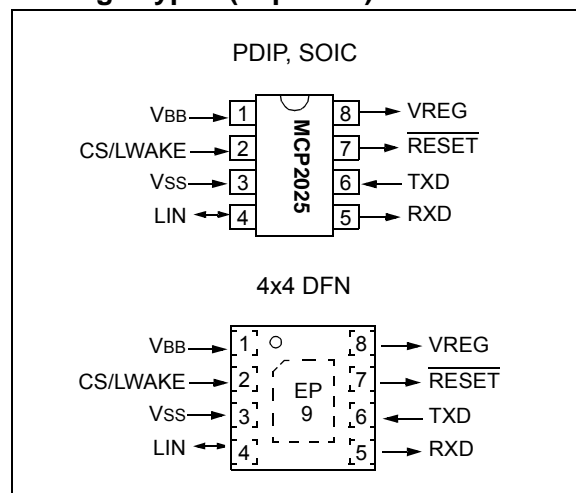 PDIP, SOIC
VBB 1 8 VREG
CS/LWAKE 2 7 RESET
VSS 3 6 TXD
LIN 4 5 RXD
MCP2025
4x4 DFN
VBB 1 8 VREG
CS/LWAKE 2 7 RESET
VSS 3 6 TXD
LIN 4 5 RXD
EP
9